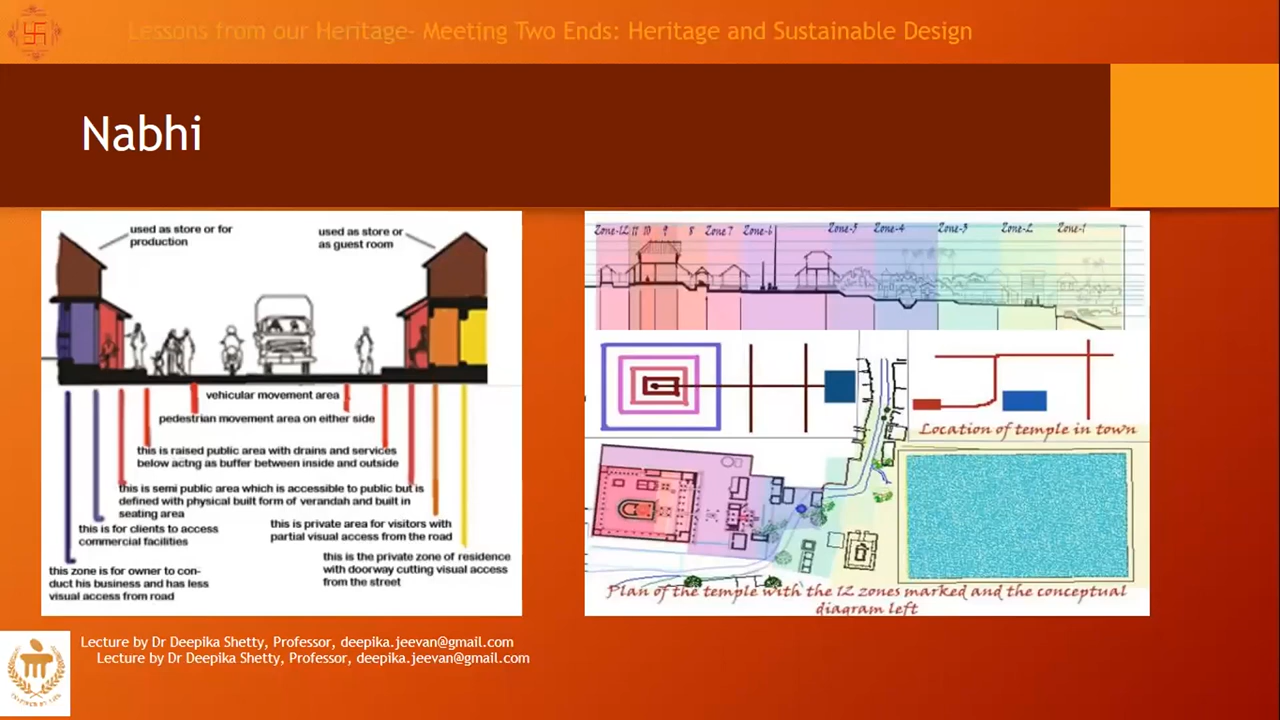 Lessons from our Heritage- Meeting Two Ends: Heritage and Sustainable Design
Nabhi
used as store or for
production
used as store or
as guest room
vehicular movement area
pedestrian movement area on either side
this is raised public area with drains and services
below actng as buffer between inside and outside
this is semi public area which is accessible to public but is
defined with physical built form of verandah and built in
seating area
this is for clients to access
commercial facilities
this is private area for visitors with
partial visual access from the road
this zone is for owner to con-
duct his business and has less
visual access from road
this is the private zone of residence
with doorway cutting visual access
from the street
Zone-12 11 10 9 8 Zone 7 Zone-6 Zone-5 Zone-4 Zone-3 Zone-2 Zone-1
Location of temple in town
Plan of the temple with the 12 zones marked and the conceptual
diagram left
Lecture by Dr Deepika Shetty, Professor, deepika.jeevan@gmail.com
Lecture by Dr Deepika Shetty, Professor, deepika.jeevan@gmail.com